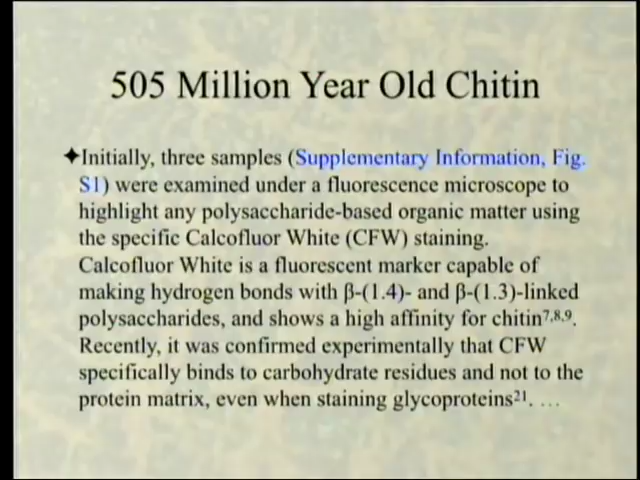 505 Million Year Old Chitin
✦Initially, three samples (Supplementary Information, Fig.
S1) were examined under a fluorescence microscope to
highlight any polysaccharide-based organic matter using
the specific Calcofluor White (CFW) staining.
Calcofluor White is a fluorescent marker capable of
making hydrogen bonds with β-(1.4)- and β-(1.3)-linked
polysaccharides, and shows a high affinity for chitin7,8,9.
Recently, it was confirmed experimentally that CFW
specifically binds to carbohydrate residues and not to the
protein matrix, even when staining glycoproteins21. …